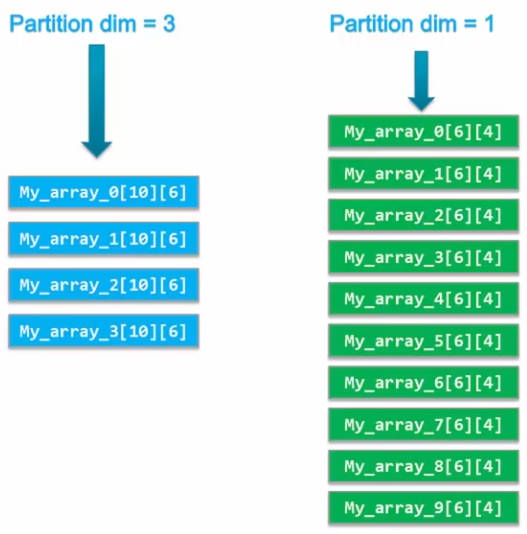 Partition dim = 3
My_array_0[10][6]
My_array_1[10][6]
My_array_2[10][6]
My_array_3[10][6]
Partition dim = 1
My_array_0[6][4]
My_array_1[6][4]
My_array_2[6][4]
My_array_3[6][4]
My_array_4[6][4]
My_array_5[6][4]
My_array_6[6][4]
My_array_7[6][4]
My_array_8[6][4]
My_array_9[6][4]